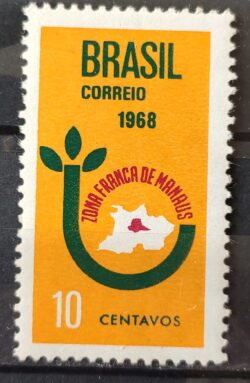 BRASIL
CORREIO
1968
ZONA FRANCA DE MANAUS
10 CENTAVOS